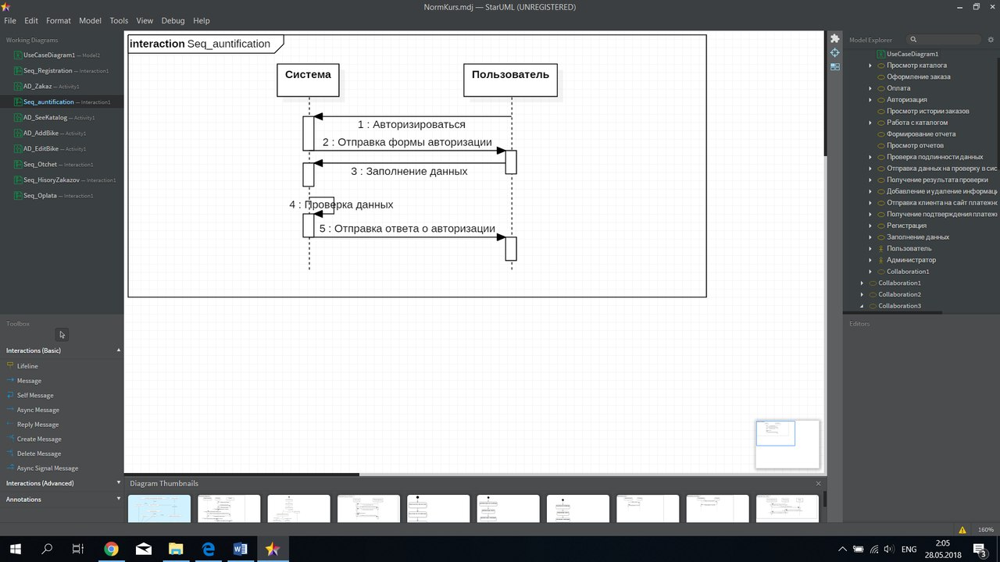 NormKurs.mdj — StarUML (UNREGISTERED)
File Edit Format Model Tools View Debug Help
Working Diagrams
UseCaseDiagram1 — Model2
Seq_Registration — Interaction1
AD_Zakaz — Activity1
Seq_auntification — Interaction1
AD_SeeKatalog — Activity1
AD_AddBike — Activity1
AD_EditBike — Activity1
Seq_Otchet — Interaction1
Seq_HisoryZakazov — Interaction1
Seq_Oplata — Interaction1
Toolbox
Interactions (Basic)
Lifeline
Message
Self Message
Async Message
Reply Message
Create Message
Delete Message
Async Signal Message
Interactions (Advanced)
Annotations
interaction Seq_auntification
Система
Пользователь
1 : Авторизироваться
2 : Отправка формы авторизации
3 : Заполнение данных
4 : Проверка данных
5 : Отправка ответа о авторизации
Diagram Thumbnails
Model Explorer
Search
UseCaseDiagram1
Просмотр каталога
Оформление заказа
Оплата
Авторизация
Просмотр истории заказов
Работа с каталогом
Формирование отчета
Просмотр отчетов
Проверка подлинности данных
Отправка данных на проверку в сис
Получение результата проверки
Добавление и удаление информац
Отправка клиента на сайт платежн
Получение подтверждения платеж
Регистрация
Заполнение данных
Пользователь
Администратор
Collaboration1
Collaboration1
Collaboration2
Collaboration3
Editors
160%
ENG
2:05
28.05.2018
3